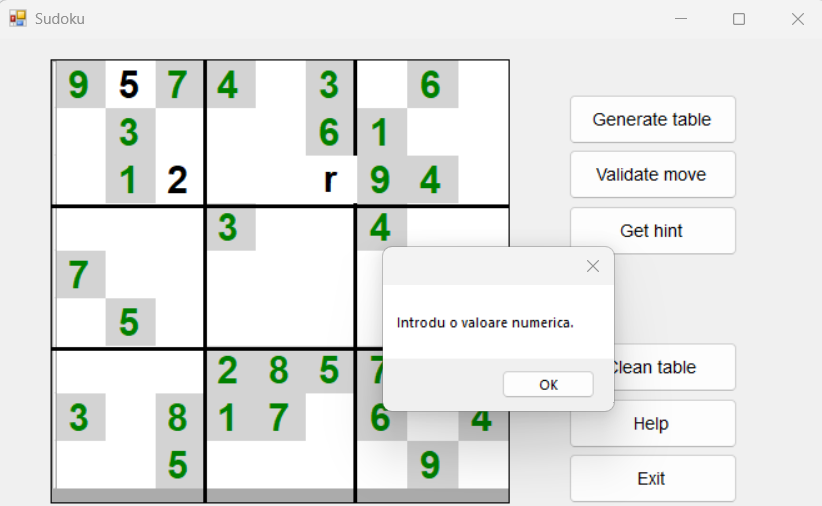 Sudoku
9 5 7 4 3 6
3 6 1
1 2 r 9 4
3 4
7
5
2 8 5 7
3 8 1 7 6 4
5 9
Generate table
Validate move
Get hint
Introdu o valoare numerica.
OK
Clean table
Help
Exit